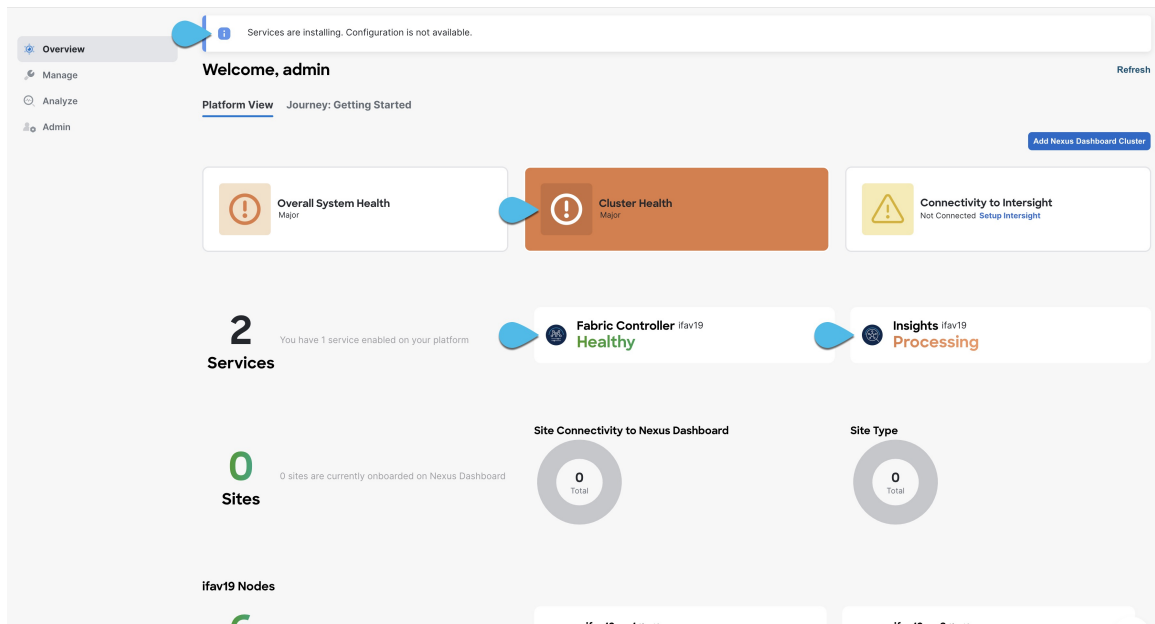 Services are installing. Configuration is not available.
Overview
Manage
Analyze
Admin
Welcome, admin
Refresh
Platform View Journey: Getting Started
Add Nexus Dashboard Cluster
Overall System Health
Major
Cluster Health
Major
Connectivity to Intersight
Not Connected Setup Intersight
2
Services
You have 1 service enabled on your platform
Fabric Controller ifav19
Healthy
Insights ifav19
Processing
0
Sites
0 sites are currently onboarded on Nexus Dashboard
Site Connectivity to Nexus Dashboard
0
Total
Site Type
0
Total
ifav19 Nodes